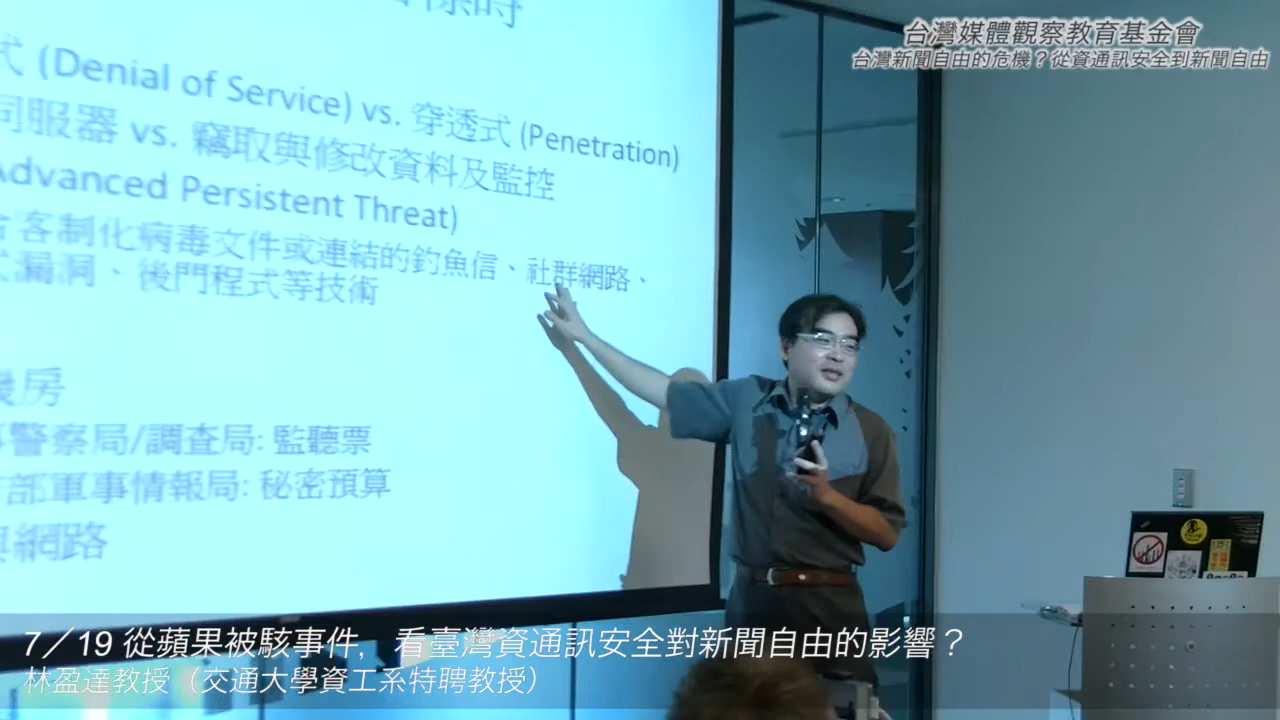 台灣媒體觀察教育基金會
台灣新聞自由的危機？從資通訊安全到新聞自由
式 (Denial of Service) vs. 穿透式 (Penetration)
伺服器 vs. 竊取與修改資料及監控
Advanced Persistent Threat)
客制化病毒文件或連結的釣魚信、社群網路、
漏洞、後門程式等技術
機房
警察局/調查局: 監聽票
部軍事情報局: 秘密預算
網路
7／19 從蘋果被駭事件，看臺灣資通訊安全對新聞自由的影響？
林盈達教授（交通大學資工系特聘教授）